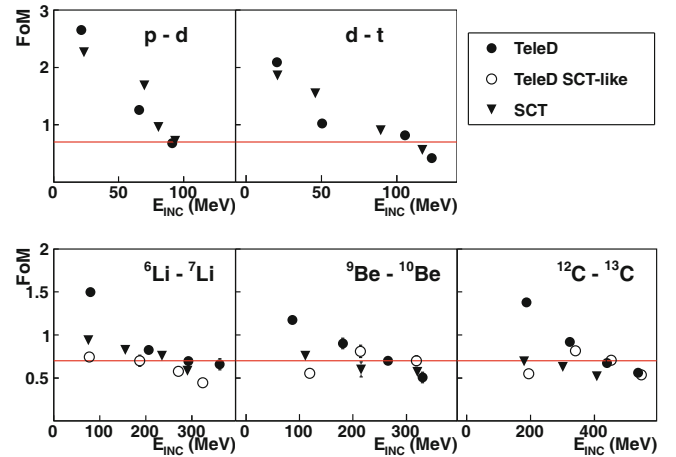 FoM
3
2
1
p - d
d - t
0 50 100
0 50 100
E_INC (MeV)
E_INC (MeV)
TeleD
TeleD SCT-like
SCT
FoM
2
1.5
1
0.5
⁶Li - ⁷Li
⁹Be - ¹⁰Be
¹²C - ¹³C
0 100 200 300
0 100 200 300
0 200 400
E_INC (MeV)
E_INC (MeV)
E_INC (MeV)